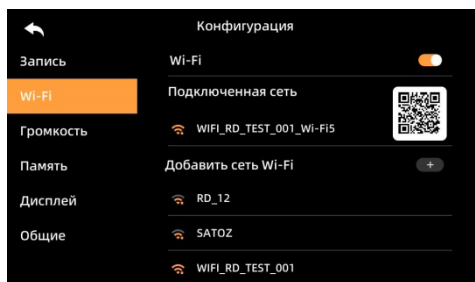 Конфигурация
Запись
Wi-Fi
Громкость
Память
Дисплей
Общие
Wi-Fi
Подключенная сеть
WIFI_RD_TEST_001_Wi-Fi5
Добавить сеть Wi-Fi
+
RD_12
SATOZ
WIFI_RD_TEST_001